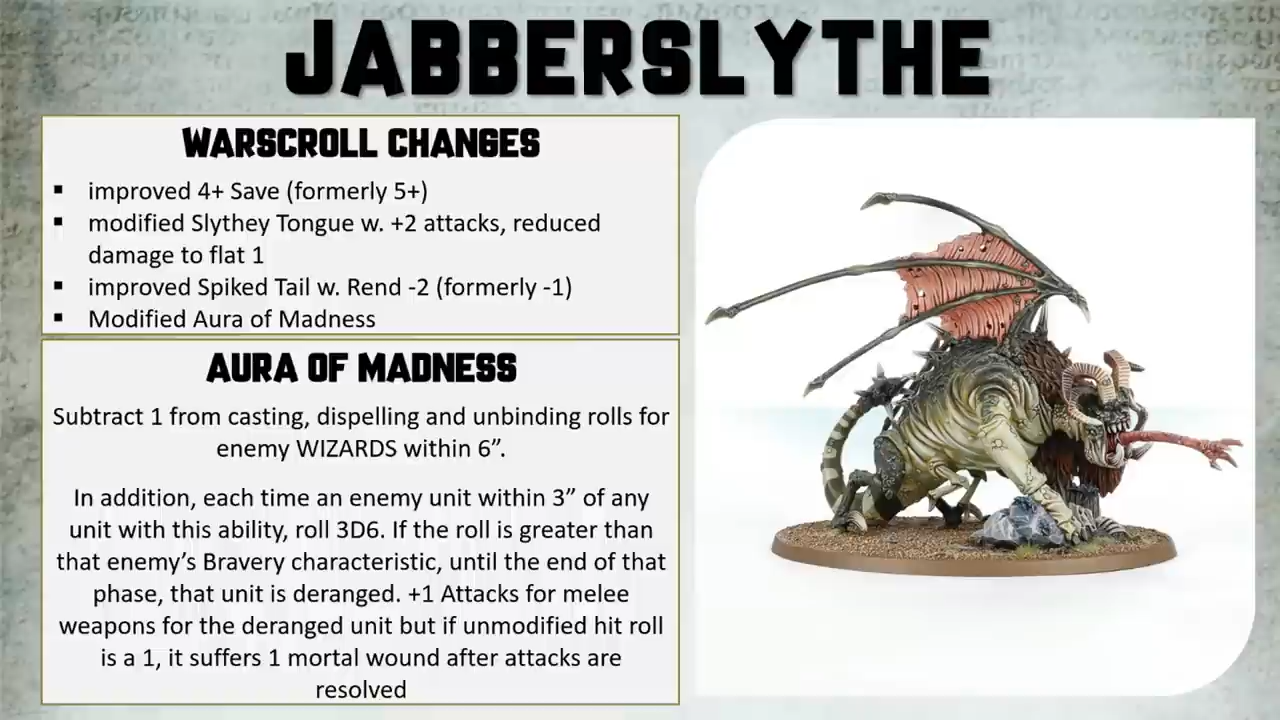 JABBERSLYTHE
WARSCROLL CHANGES
▪ improved 4+ Save (formerly 5+)
▪ modified Slythey Tongue w. +2 attacks, reduced
damage to flat 1
▪ improved Spiked Tail w. Rend -2 (formerly -1)
▪ Modified Aura of Madness
AURA OF MADNESS
Subtract 1 from casting, dispelling and unbinding rolls for
enemy WIZARDS within 6”.
In addition, each time an enemy unit within 3” of any
unit with this ability, roll 3D6. If the roll is greater than
that enemy’s Bravery characteristic, until the end of that
phase, that unit is deranged. +1 Attacks for melee
weapons for the deranged unit but if unmodified hit roll
is a 1, it suffers 1 mortal wound after attacks are
resolved